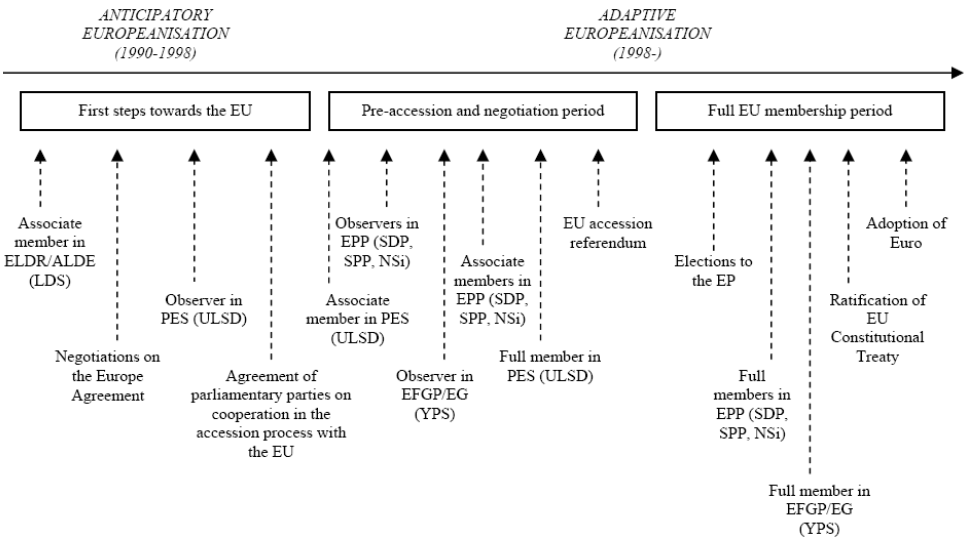 ANTICIPATORY
EUROPEANISATION
(1990-1998)
ADAPTIVE
EUROPEANISATION
(1998-)
First steps towards the EU
Pre-accession and negotiation period
Full EU membership period
Associate
member in
ELDR/ALDE
(LDS)
Negotiations on
the Europe
Agreement
Observer in
PES (ULSD)
Agreement of
parliamentary parties on
cooperation in the
accession process with
the EU
Associate
member in PES
(ULSD)
Observers in
EPP (SDP,
SPP, NSi)
Observer in
EFGP/EG
(YPS)
Associate
members in
EPP (SDP,
SPP, NSi)
Full member in
PES (ULSD)
EU accession
referendum
Elections to
the EP
Full
members in
EPP (SDP,
SPP, NSi)
Full member in
EFGP/EG
(YPS)
Ratification of
EU
Constitutional
Treaty
Adoption of
Euro